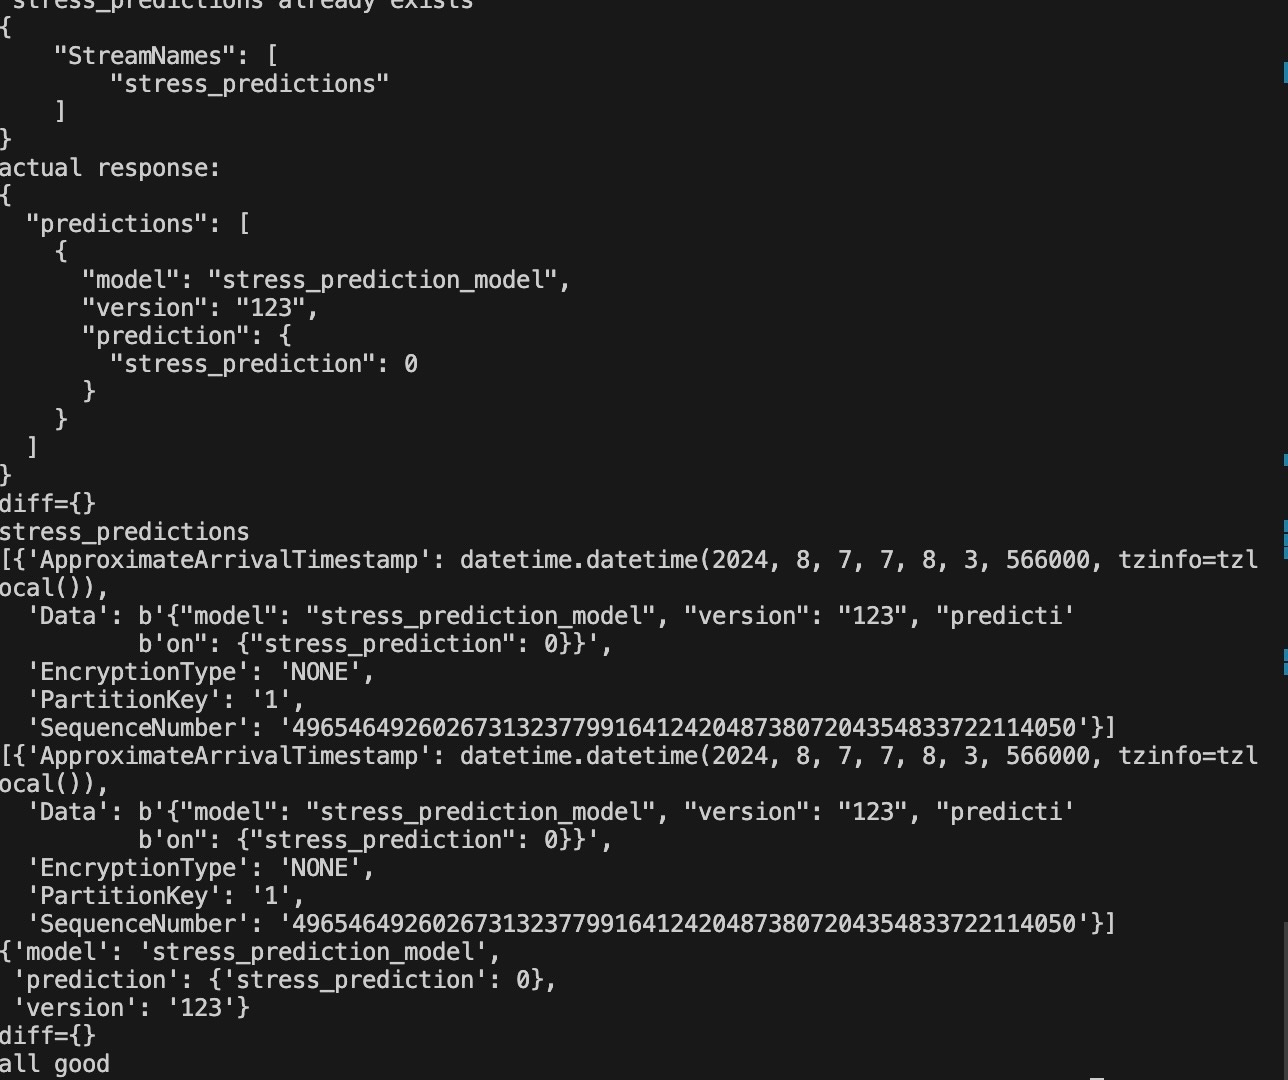 stress_predictions already exists
{
    "StreamNames": [
        "stress_predictions"
    ]
}
actual response:
{
  "predictions": [
    {
      "model": "stress_prediction_model",
      "version": "123",
      "prediction": {
        "stress_prediction": 0
      }
    }
  ]
}
diff={}
stress_predictions
[{'ApproximateArrivalTimestamp': datetime.datetime(2024, 8, 7, 7, 8, 3, 566000, tzinfo=tzl
ocal()),
  'Data': b'{"model": "stress_prediction_model", "version": "123", "predicti'
          b'on": {"stress_prediction": 0}}',
  'EncryptionType': 'NONE',
  'PartitionKey': '1',
  'SequenceNumber': '49654649260267313237799164124204873807204354833722114050'}]
[{'ApproximateArrivalTimestamp': datetime.datetime(2024, 8, 7, 7, 8, 3, 566000, tzinfo=tzl
ocal()),
  'Data': b'{"model": "stress_prediction_model", "version": "123", "predicti'
          b'on": {"stress_prediction": 0}}',
  'EncryptionType': 'NONE',
  'PartitionKey': '1',
  'SequenceNumber': '49654649260267313237799164124204873807204354833722114050'}]
{'model': 'stress_prediction_model',
 'prediction': {'stress_prediction': 0},
 'version': '123'}
diff={}
all good